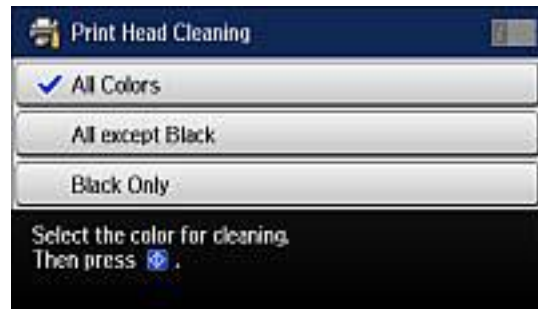 Print Head Cleaning
All Colors
All except Black
Black Only
Select the color for cleaning.
Then press .